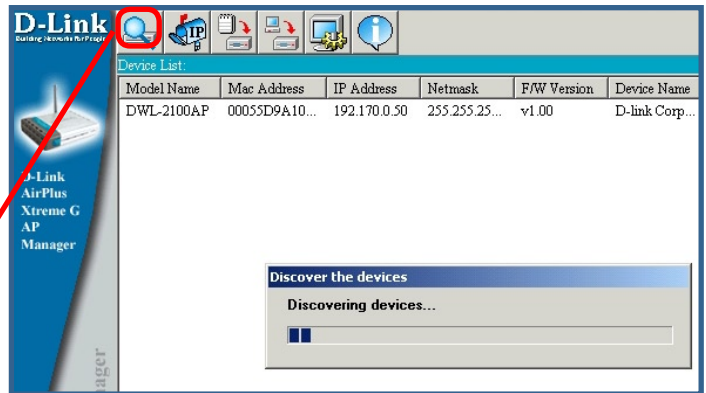 D-Link
Building Networks for People
IP
Device List:
Model Name Mac Address IP Address Netmask F/W Version Device Name
DWL-2100AP 00055D9A10... 192.170.0.50 255.255.25... v1.00 D-link Corp...
D-Link
AirPlus
Xtreme G
AP
Manager
Discover the devices
Discovering devices...
ager